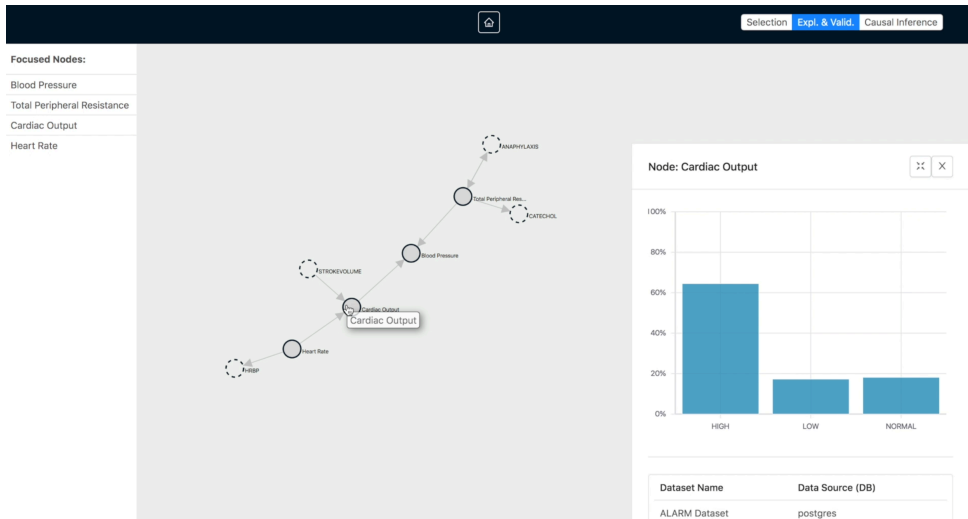 Selection Expl. & Valid. Causal Inference
Focused Nodes:
Blood Pressure
Total Peripheral Resistance
Cardiac Output
Heart Rate
ANAPHYLAXIS
Total Peripheral Res...
CATECHOL
Blood Pressure
STROKEVOLUME
Cardiac Output
Cardiac Output
Heart Rate
HRBP
Node: Cardiac Output
100%
80%
60%
40%
20%
0%
HIGH LOW NORMAL
Dataset Name Data Source (DB)
ALARM Dataset postgres